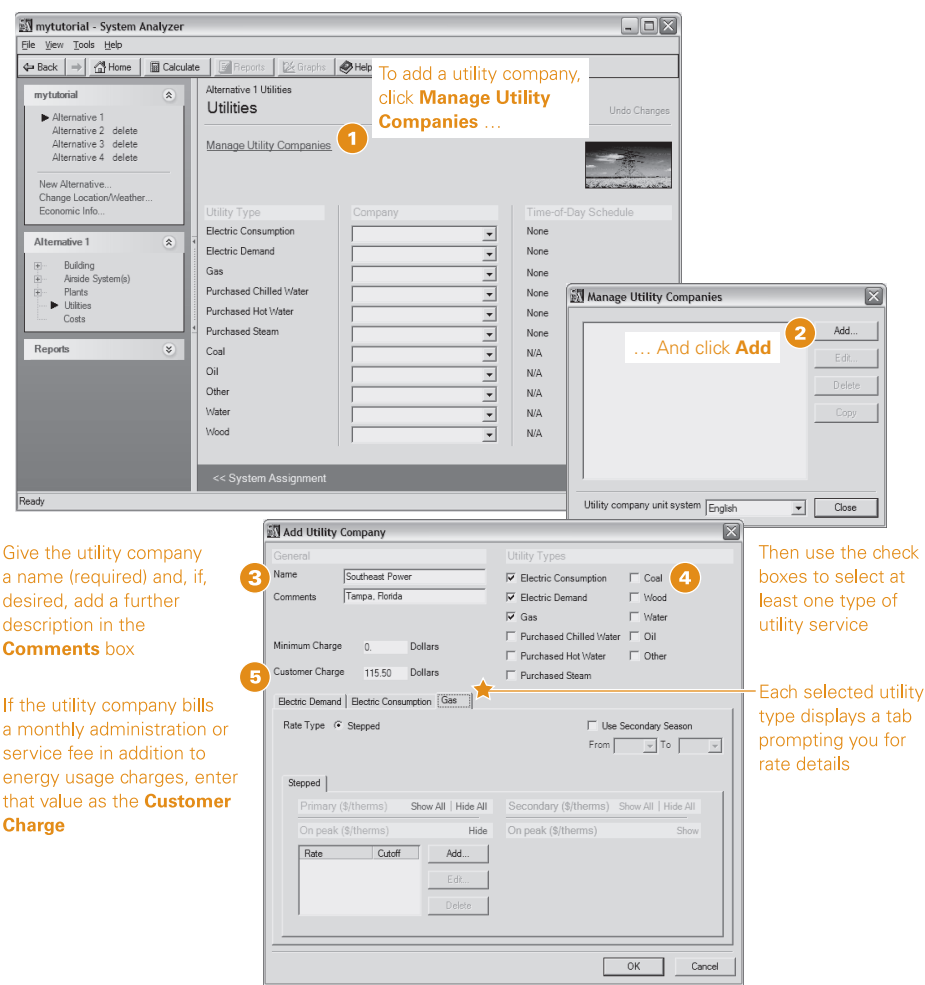 mytutorial - System Analyzer
File View Tools Help
Back Home Calculate Reports Graphs Help
To add a utility company,
click Manage Utility
Companies …
mytutorial
Alternative 1
Alternative 2 delete
Alternative 3 delete
Alternative 4 delete
New Alternative...
Change Location/Weather...
Economic Info...
Alternative 1
Building
Airside System(s)
Plants
Utilities
Costs
Reports
Alternative 1 Utilities
Utilities
Undo Changes
Manage Utility Companies
1
Utility Type Company Time-of-Day Schedule
Electric Consumption None
Electric Demand None
Gas None
Purchased Chilled Water None
Purchased Hot Water None
Purchased Steam None
Coal N/A
Oil N/A
Other N/A
Water N/A
Wood N/A
<< System Assignment
Ready
Manage Utility Companies
… And click Add
2
Add...
Edit...
Delete
Copy
Utility company unit system English
Close
Give the utility company
a name (required) and, if,
desired, add a further
description in the
Comments box
If the utility company bills
a monthly administration or
service fee in addition to
energy usage charges, enter
that value as the Customer
Charge
Add Utility Company
General
3
Name Southeast Power
Comments Tampa, Florida
Minimum Charge 0. Dollars
5
Customer Charge 115.50 Dollars
Utility Types
Electric Consumption Coal
4
Electric Demand Wood
Gas Water
Purchased Chilled Water Oil
Purchased Hot Water Other
Purchased Steam
Electric Demand Electric Consumption Gas
Rate Type Stepped
Use Secondary Season
From To
Stepped
Primary ($/therms) Show All | Hide All
Secondary ($/therms) Show All | Hide All
On peak ($/therms) Hide
On peak ($/therms) Show
Rate Cutoff
Add...
Edit...
Delete
OK Cancel
Then use the check
boxes to select at
least one type of
utility service
Each selected utility
type displays a tab
prompting you for
rate details